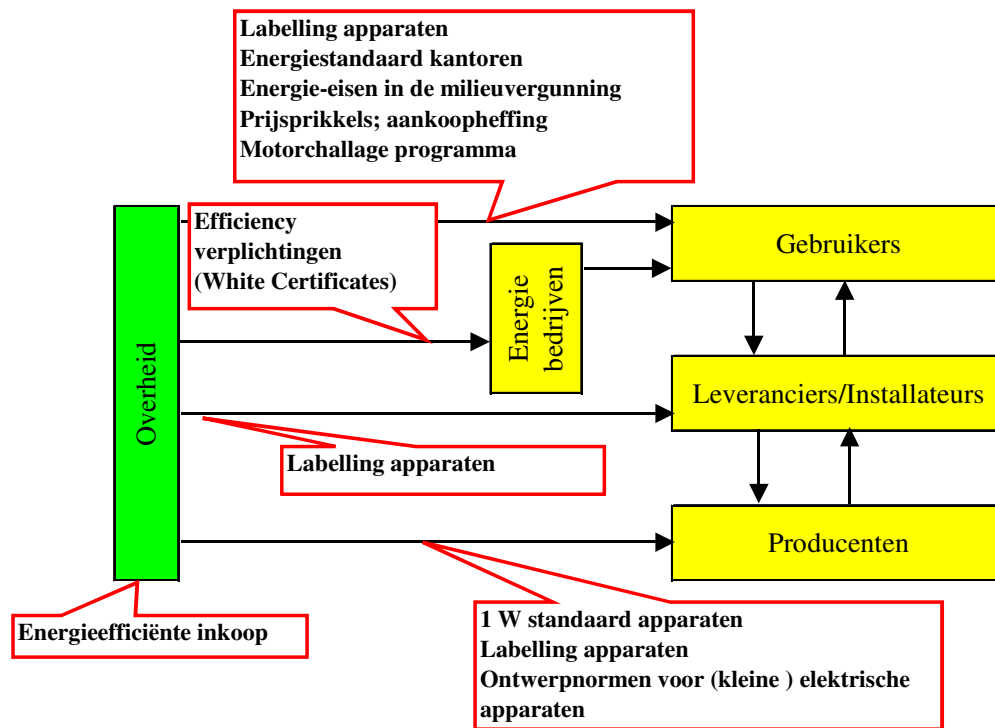 Labelling apparaten
Energiestandaard kantoren
Energie-eisen in de milieuvergunning
Prijsprikkels; aankoopheffing
Motorchallage programma
Efficiency
verplichtingen
(White Certificates)
Gebruikers
Energie
bedrijven
Overheid
Leveranciers/Installateurs
Labelling apparaten
Producenten
Energieefficiënte inkoop
1 W standaard apparaten
Labelling apparaten
Ontwerpnormen voor (kleine ) elektrische
apparaten